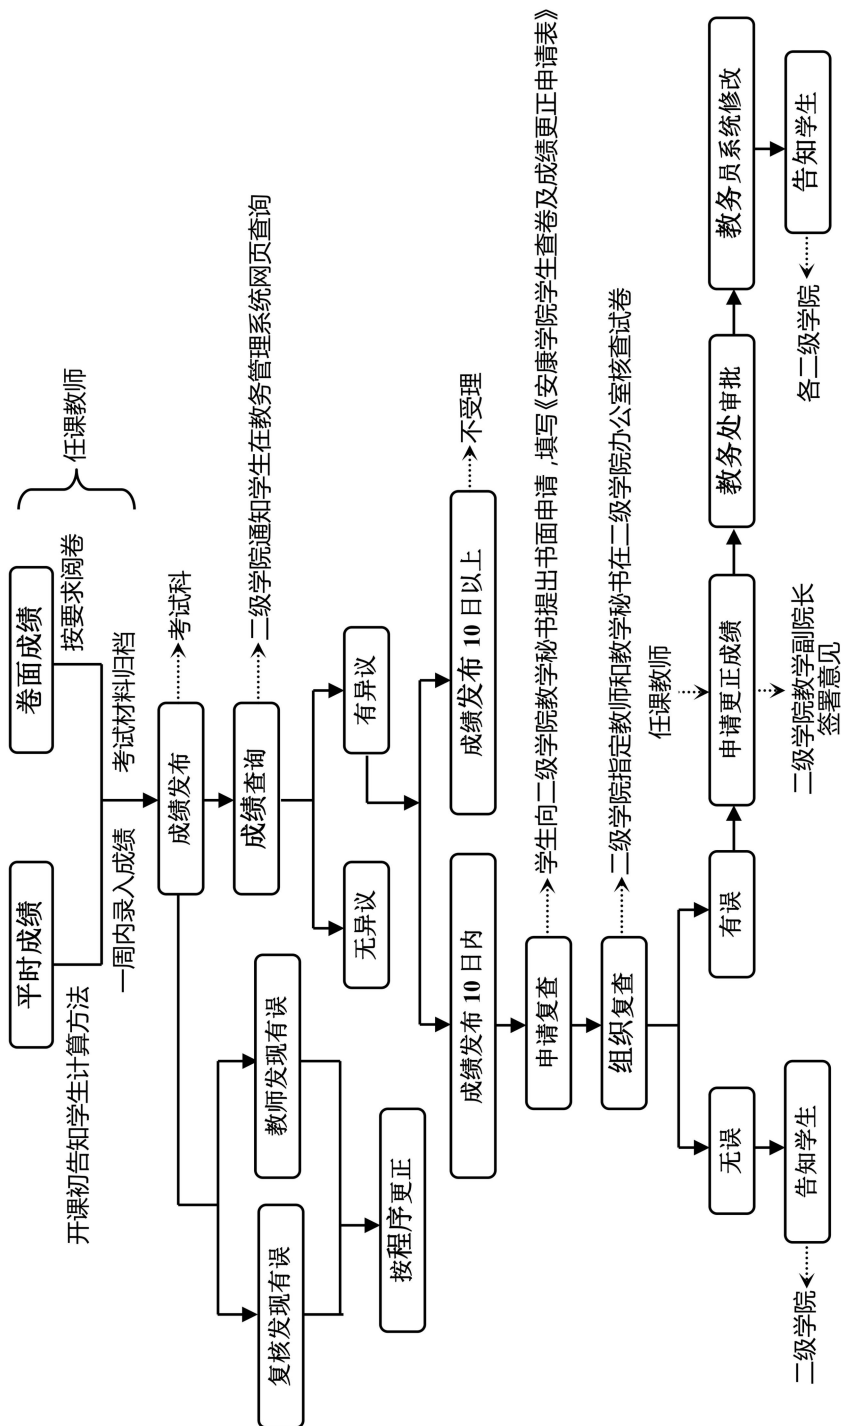 平时成绩
卷面成绩
任课教师
开课初告知学生计算方法
按要求阅卷
一周内录入成绩
考试材料归档
成绩发布
考试科
复核发现有误
教师发现有误
成绩查询
二级学院通知学生在教务管理系统网页查询
无异议
有异议
按程序更正
成绩发布 10 日内
成绩发布 10 日以上
不受理
申请复查
学生向二级学院教学秘书提出书面申请,填写《安康学院学生查卷及成绩更正申请表》
组织复查
二级学院指定教师和教学秘书在二级学院办公室核查试卷
任课教师
无误
有误
申请更正成绩
教务处审批
教务员系统修改
二级学院
告知学生
二级学院教学副院长
签署意见
各二级学院
告知学生